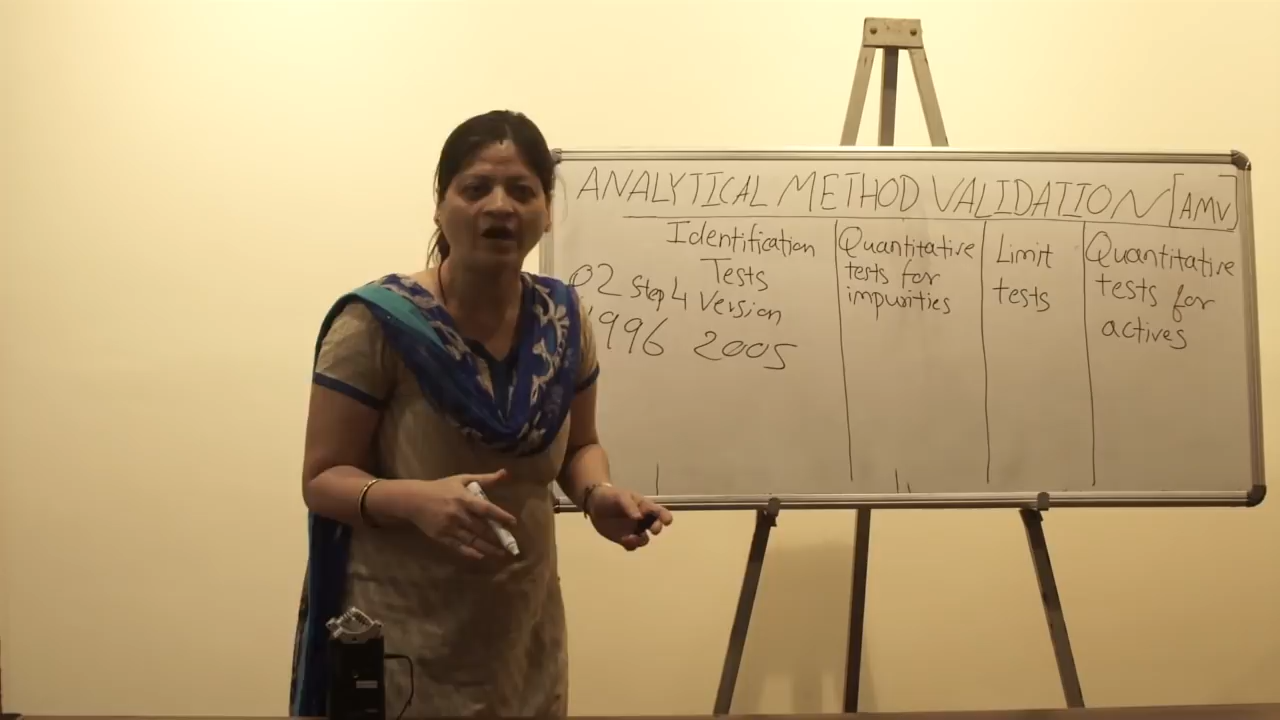 ANALYTICAL METHOD VALIDATION [AMV]
Identification
Tests
02 Step 4 Version
1996 2005
Quantitative
tests for
impurities
Limit
tests
Quantitative
tests for
actives